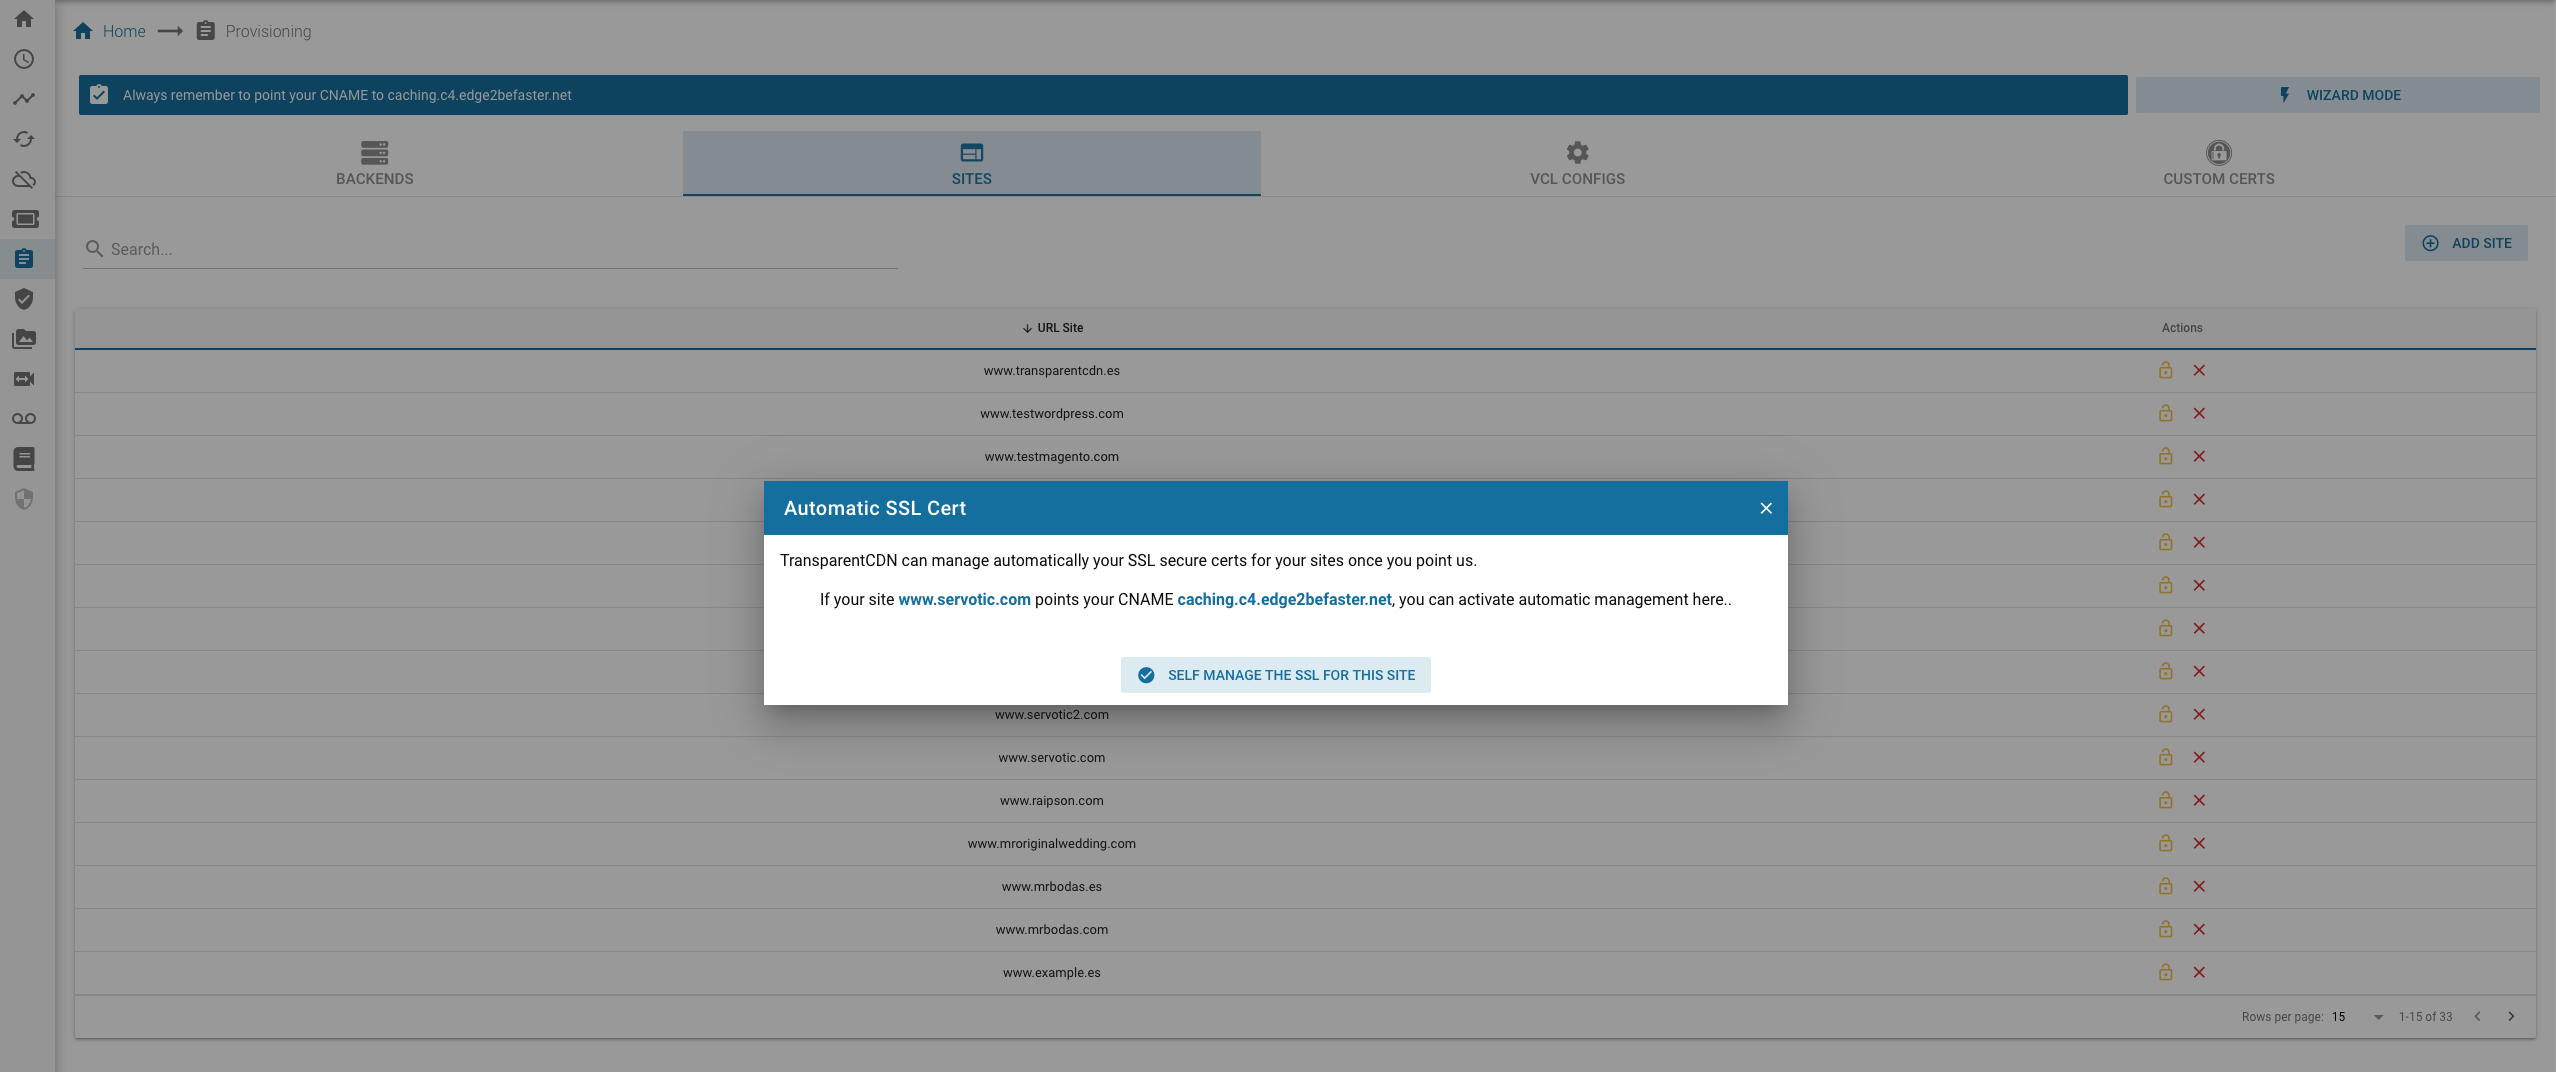 Home Provisioning
Always remember to point your CNAME to caching.c4.edge2befaster.net
WIZARD MODE
BACKENDS
SITES
VCL CONFIGS
CUSTOM CERTS
Search...
ADD SITE
URL Site Actions
www.transparentcdn.es
www.testwordpress.com
www.testmagento.com
Automatic SSL Cert
TransparentCDN can manage automatically your SSL secure certs for your sites once you point us.
If your site www.servotic.com points your CNAME caching.c4.edge2befaster.net, you can activate automatic management here..
SELF MANAGE THE SSL FOR THIS SITE
www.servotic2.com
www.servotic.com
www.raipson.com
www.mroriginalwedding.com
www.mrbodas.es
www.mrbodas.com
www.example.es
Rows per page: 15 1-15 of 33